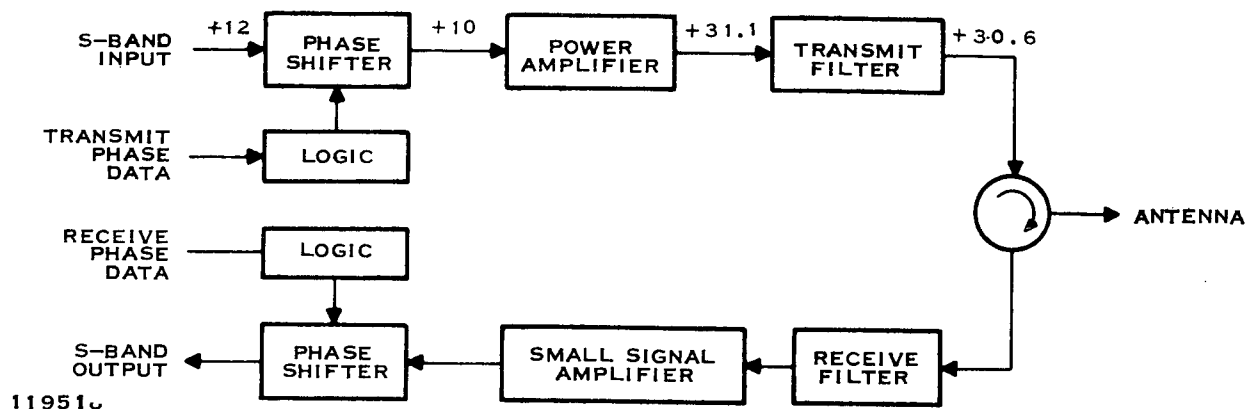 S-BAND
INPUT
+12
PHASE
SHIFTER
+10
POWER
AMPLIFIER
+31.1
TRANSMIT
FILTER
+30.6
TRANSMIT
PHASE
DATA
LOGIC
ANTENNA
RECEIVE
PHASE
DATA
LOGIC
S-BAND
OUTPUT
PHASE
SHIFTER
SMALL SIGNAL
AMPLIFIER
RECEIVE
FILTER